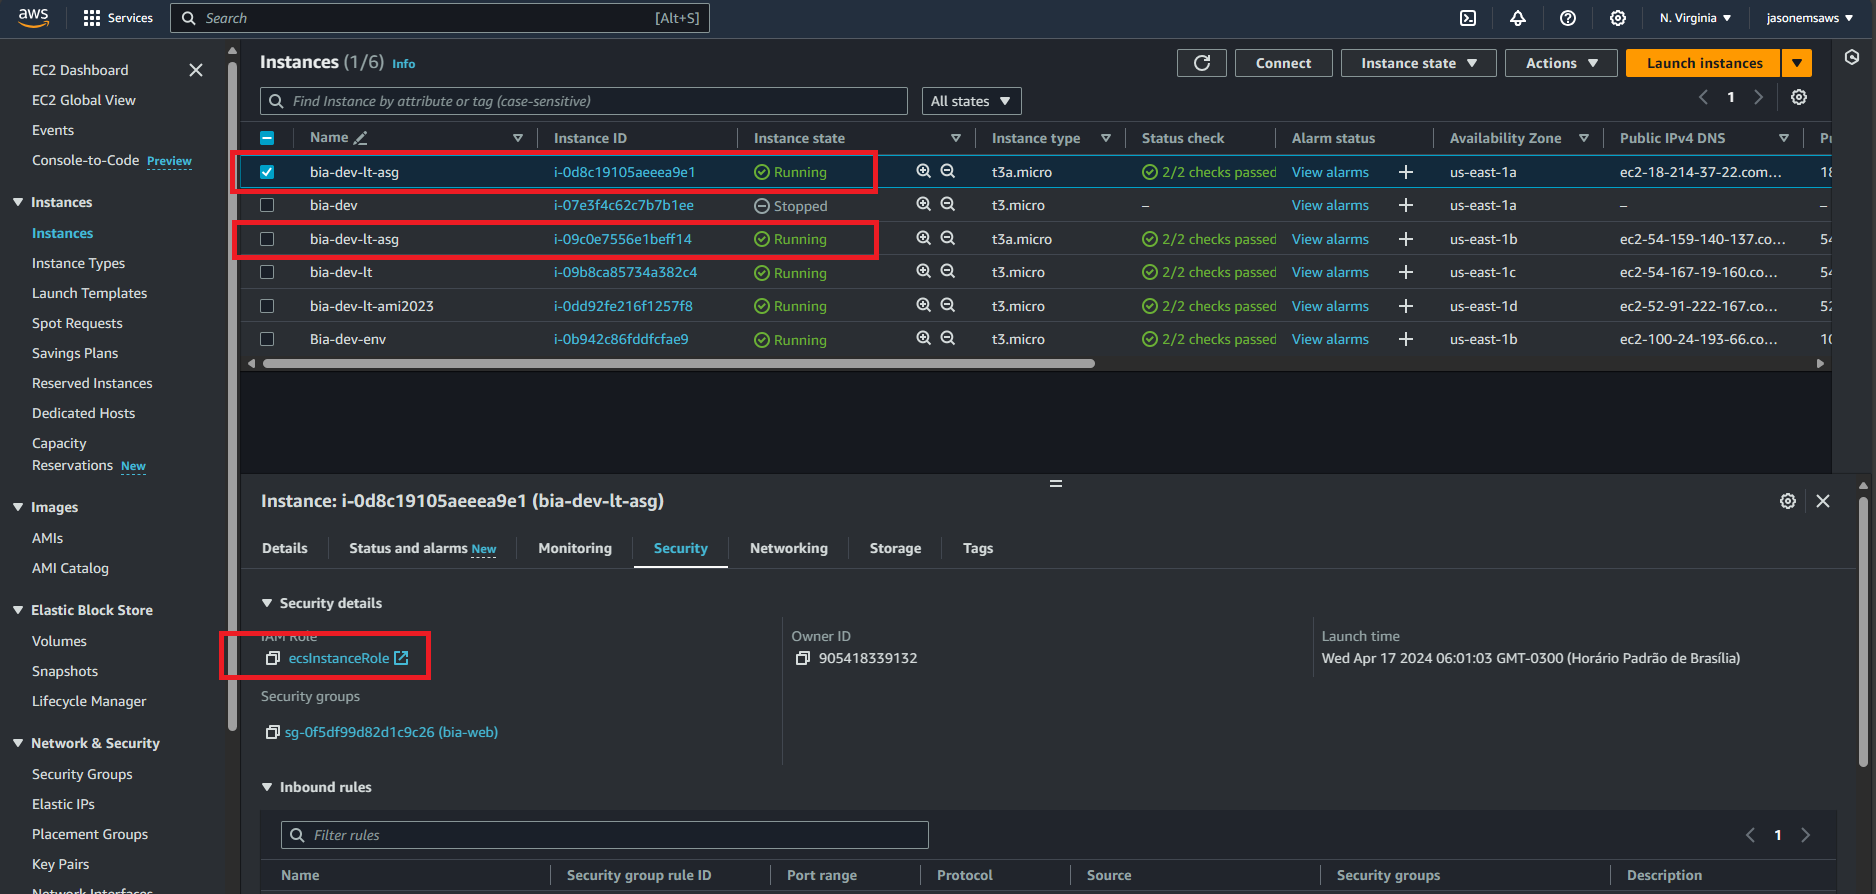 aws Services Search [Alt+S] N. Virginia jasonemsaws
EC2 Dashboard
EC2 Global View
Events
Console-to-Code Preview
Instances
Instances
Instance Types
Launch Templates
Spot Requests
Savings Plans
Reserved Instances
Dedicated Hosts
Capacity
Reservations New
Images
AMIs
AMI Catalog
Elastic Block Store
Volumes
Snapshots
Lifecycle Manager
Network & Security
Security Groups
Elastic IPs
Placement Groups
Key Pairs
Network Interfaces
Instances (1/6) Info Connect Instance state Actions Launch instances
Find Instance by attribute or tag (case-sensitive) All states 1
Name Instance ID Instance state Instance type Status check Alarm status Availability Zone Public IPv4 DNS
bia-dev-lt-asg i-0d8c19105aeeea9e1 Running t3a.micro 2/2 checks passed View alarms us-east-1a ec2-18-214-37-22.com... 18
bia-dev i-07e3f4c62c7b7b1ee Stopped t3.micro – View alarms us-east-1a – –
bia-dev-lt-asg i-09c0e7556e1beff14 Running t3a.micro 2/2 checks passed View alarms us-east-1b ec2-54-159-140-137.co... 54
bia-dev-lt i-09b8ca85734a382c4 Running t3.micro 2/2 checks passed View alarms us-east-1c ec2-54-167-19-160.co... 54
bia-dev-lt-ami2023 i-0dd92fe216f1257f8 Running t3.micro 2/2 checks passed View alarms us-east-1d ec2-52-91-222-167.co... 52
Bia-dev-env i-0b942c86fddfcfae9 Running t3.micro 2/2 checks passed View alarms us-east-1b ec2-100-24-193-66.co... 10
Instance: i-0d8c19105aeeea9e1 (bia-dev-lt-asg)
Details Status and alarms New Monitoring Security Networking Storage Tags
Security details
IAM Role Owner ID Launch time
ecsInstanceRole 905418339132 Wed Apr 17 2024 06:01:03 GMT-0300 (Horário Padrão de Brasília)
Security groups
sg-0f5df99d82d1c9c26 (bia-web)
Inbound rules
Filter rules 1
Name Security group rule ID Port range Protocol Source Security groups Description